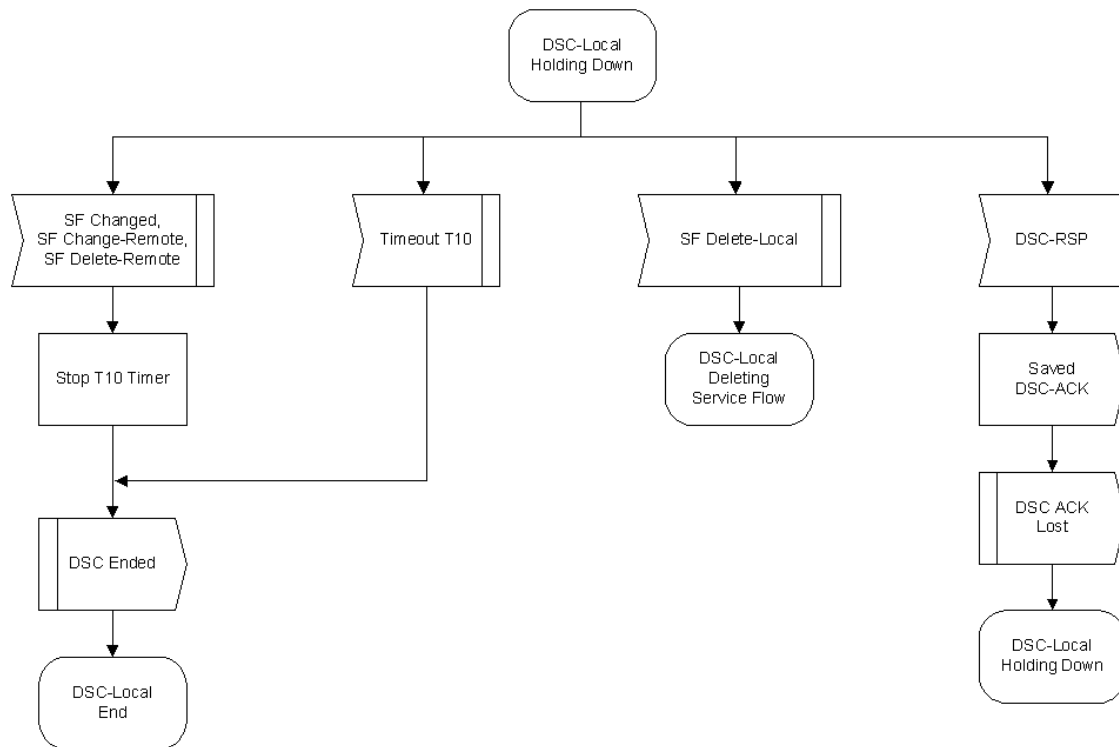 DSC-Local
Holding Down
SF Changed,
SF Change-Remote,
SF Delete-Remote
Timeout T10
SF Delete-Local
DSC-RSP
Stop T10 Timer
DSC-Local
Deleting
Service Flow
Saved
DSC-ACK
DSC Ended
DSC ACK
Lost
DSC-Local
End
DSC-Local
Holding Down